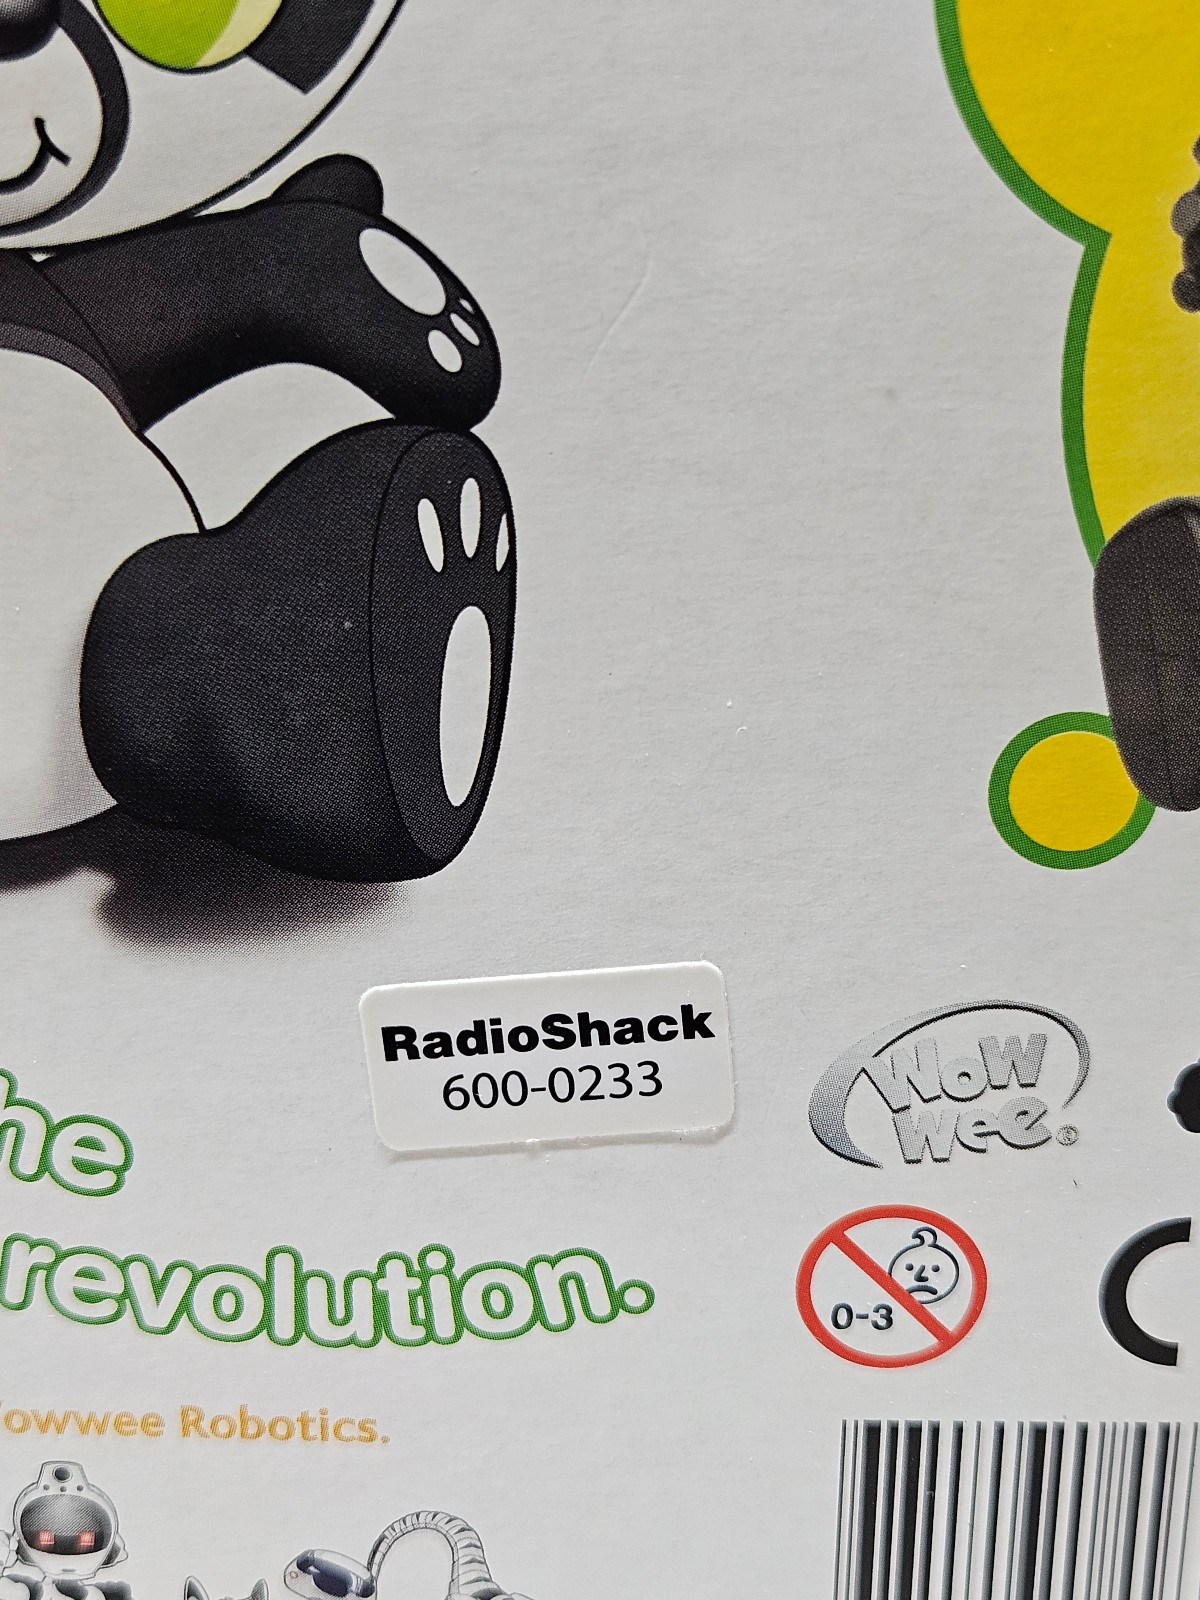 RadioShack
600-0233
WoW
wee®
he
revolution.
0-3
owwee Robotics.